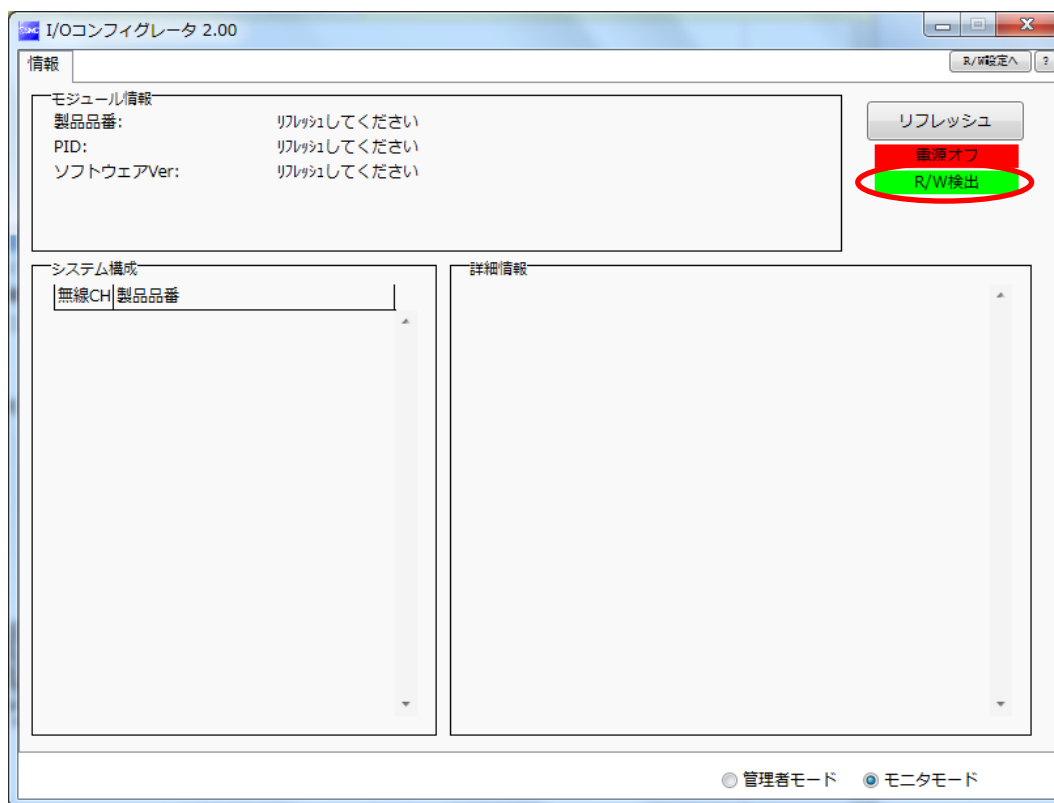 SMC I/Oコンフィグレータ 2.00
情報
R/W設定へ
?
モジュール情報
製品品番: ﾘﾌﾚｯｼｭしてください
PID: ﾘﾌﾚｯｼｭしてください
ソフトウェアVer: ﾘﾌﾚｯｼｭしてください
リフレッシュ
電源オフ
R/W検出
システム構成
無線CH 製品品番
詳細情報
管理者モード モニタモード